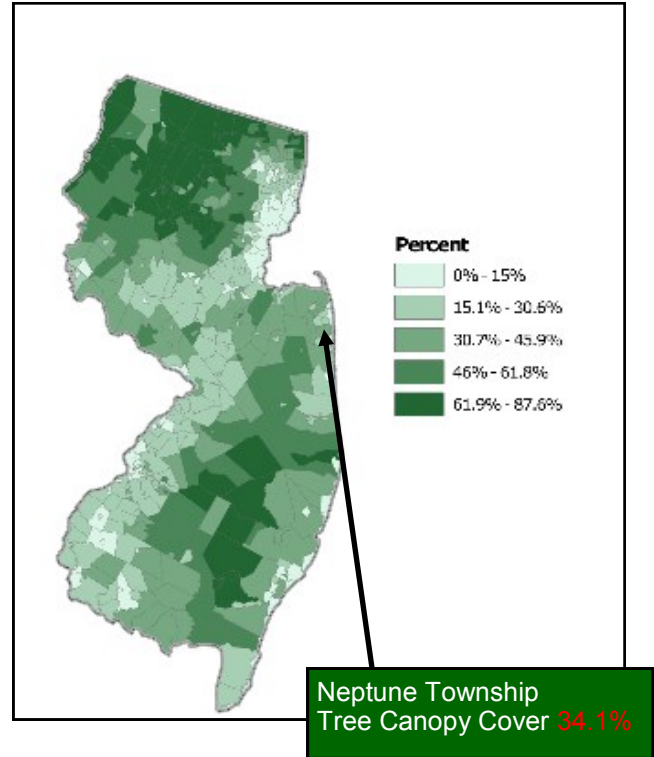 Percent
0% - 15%
15.1% - 30.6%
30.7% - 45.9%
46% - 61.8%
61.9% - 87.6%
Neptune Township
Tree Canopy Cover 34.1%